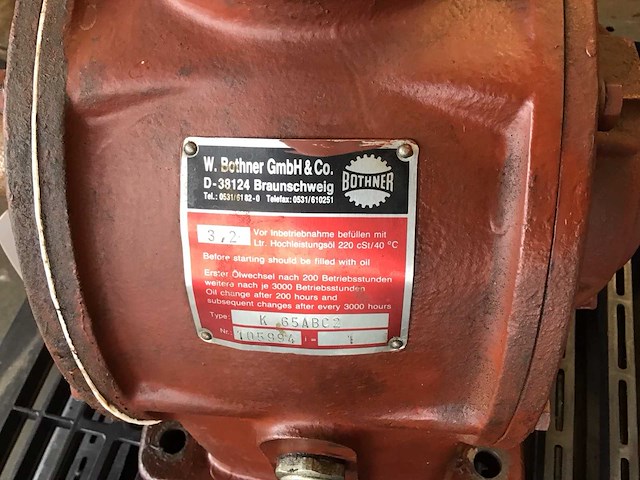 W. Bothner GmbH & Co.
D-38124 Braunschweig
Tel.: 0531/6182-0 Telefax: 0531/610251
BOTHNER
3,2 Vor Inbetriebnahme befüllen mit
Ltr. Hochleistungsöl 220 cSt/40 °C
Before starting should be filled with oil
Erster Ölwechsel nach 200 Betriebsstunden
weitere nach je 3000 Betriebsstunden
Oil change after 200 hours and
subsequent changes after every 3000 hours
Type: K 65ABC2
Nr. 105994 i = 1